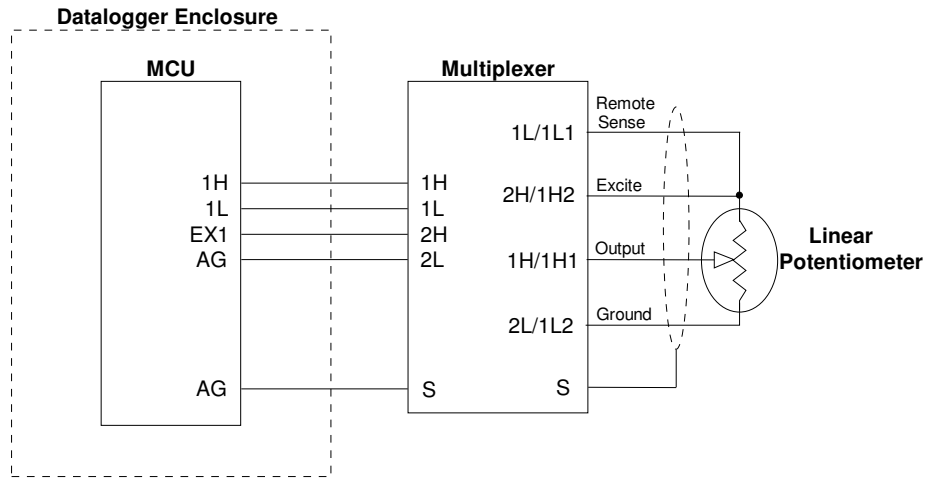 Datalogger Enclosure
MCU
Multiplexer
Remote
Sense
1L/1L1
1H
1H
2H/1H2
Excite
1L
1L
EX1
2H
AG
2L
1H/1H1
Output
Linear
Potentiometer
2L/1L2
Ground
AG
S
S